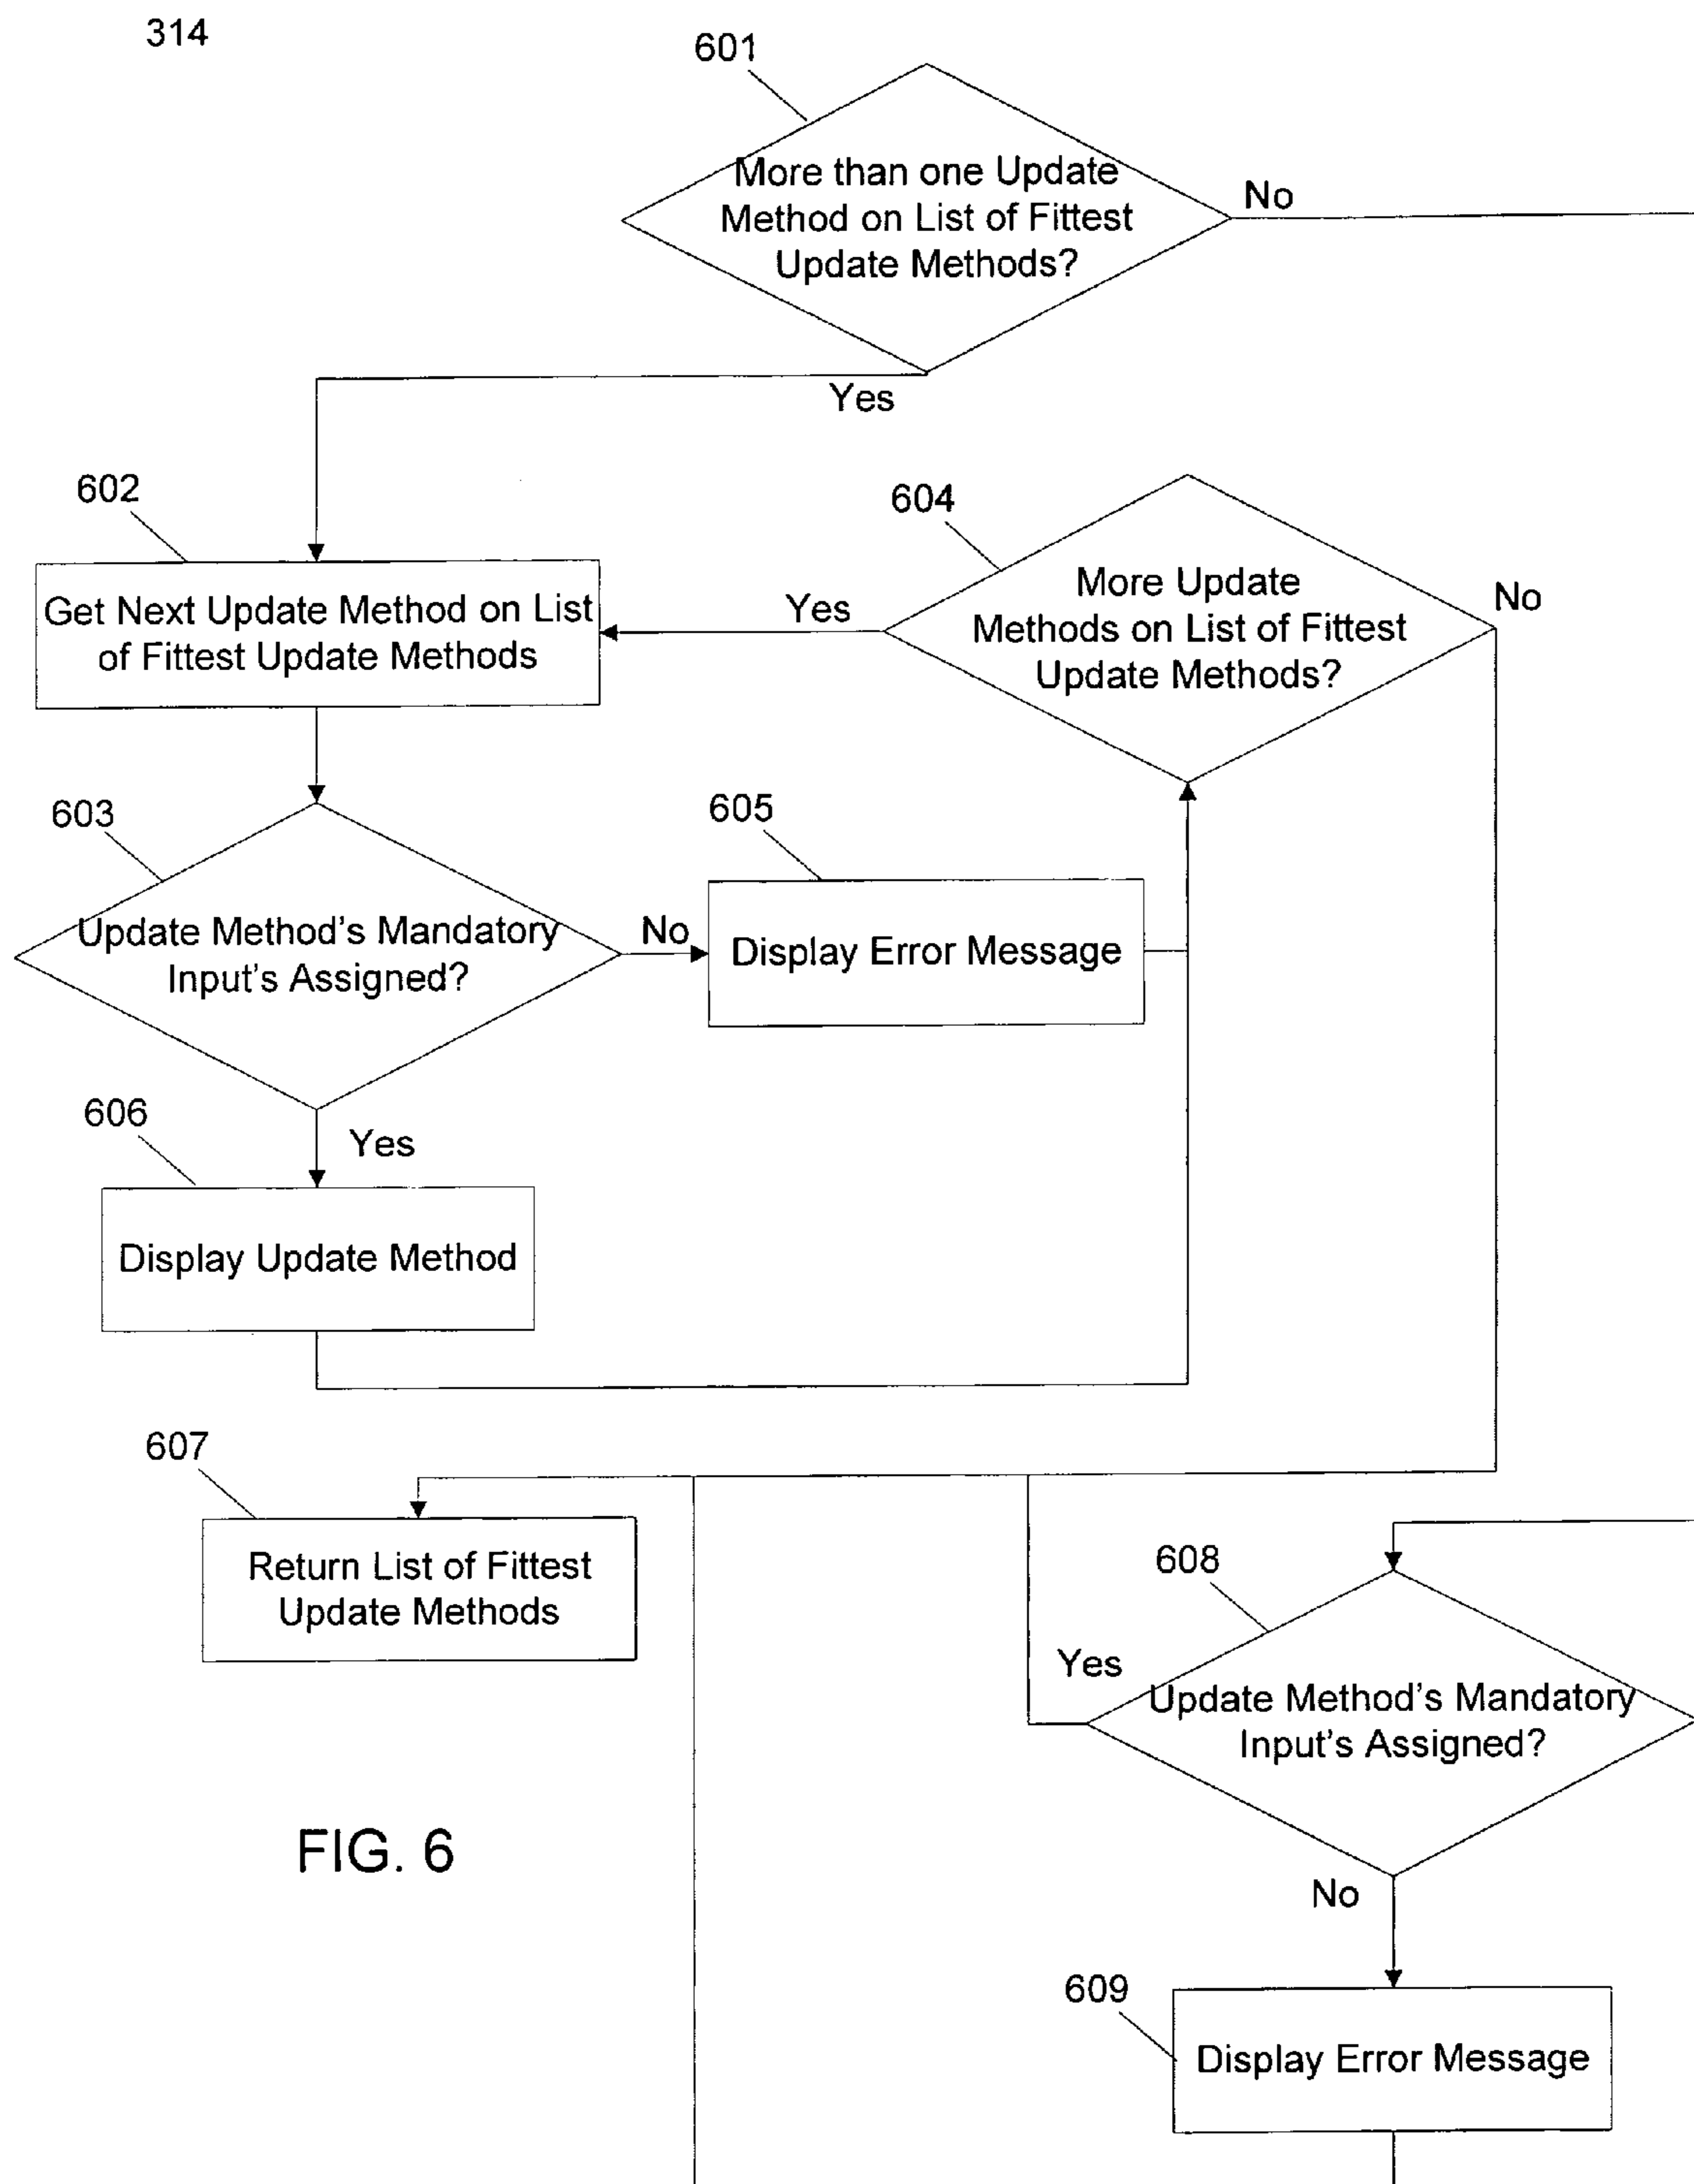 314
601
More than one Update
Method on List of Fittest
Update Methods?
No
Yes
602
Get Next Update Method on List
of Fittest Update Methods
604
More Update
Methods on List of Fittest
Update Methods?
Yes
No
603
Update Method's Mandatory
Input's Assigned?
No
605
Display Error Message
606
Yes
Display Update Method
607
Return List of Fittest
Update Methods
608
Yes
Update Method's Mandatory
Input's Assigned?
FIG. 6
No
609
Display Error Message